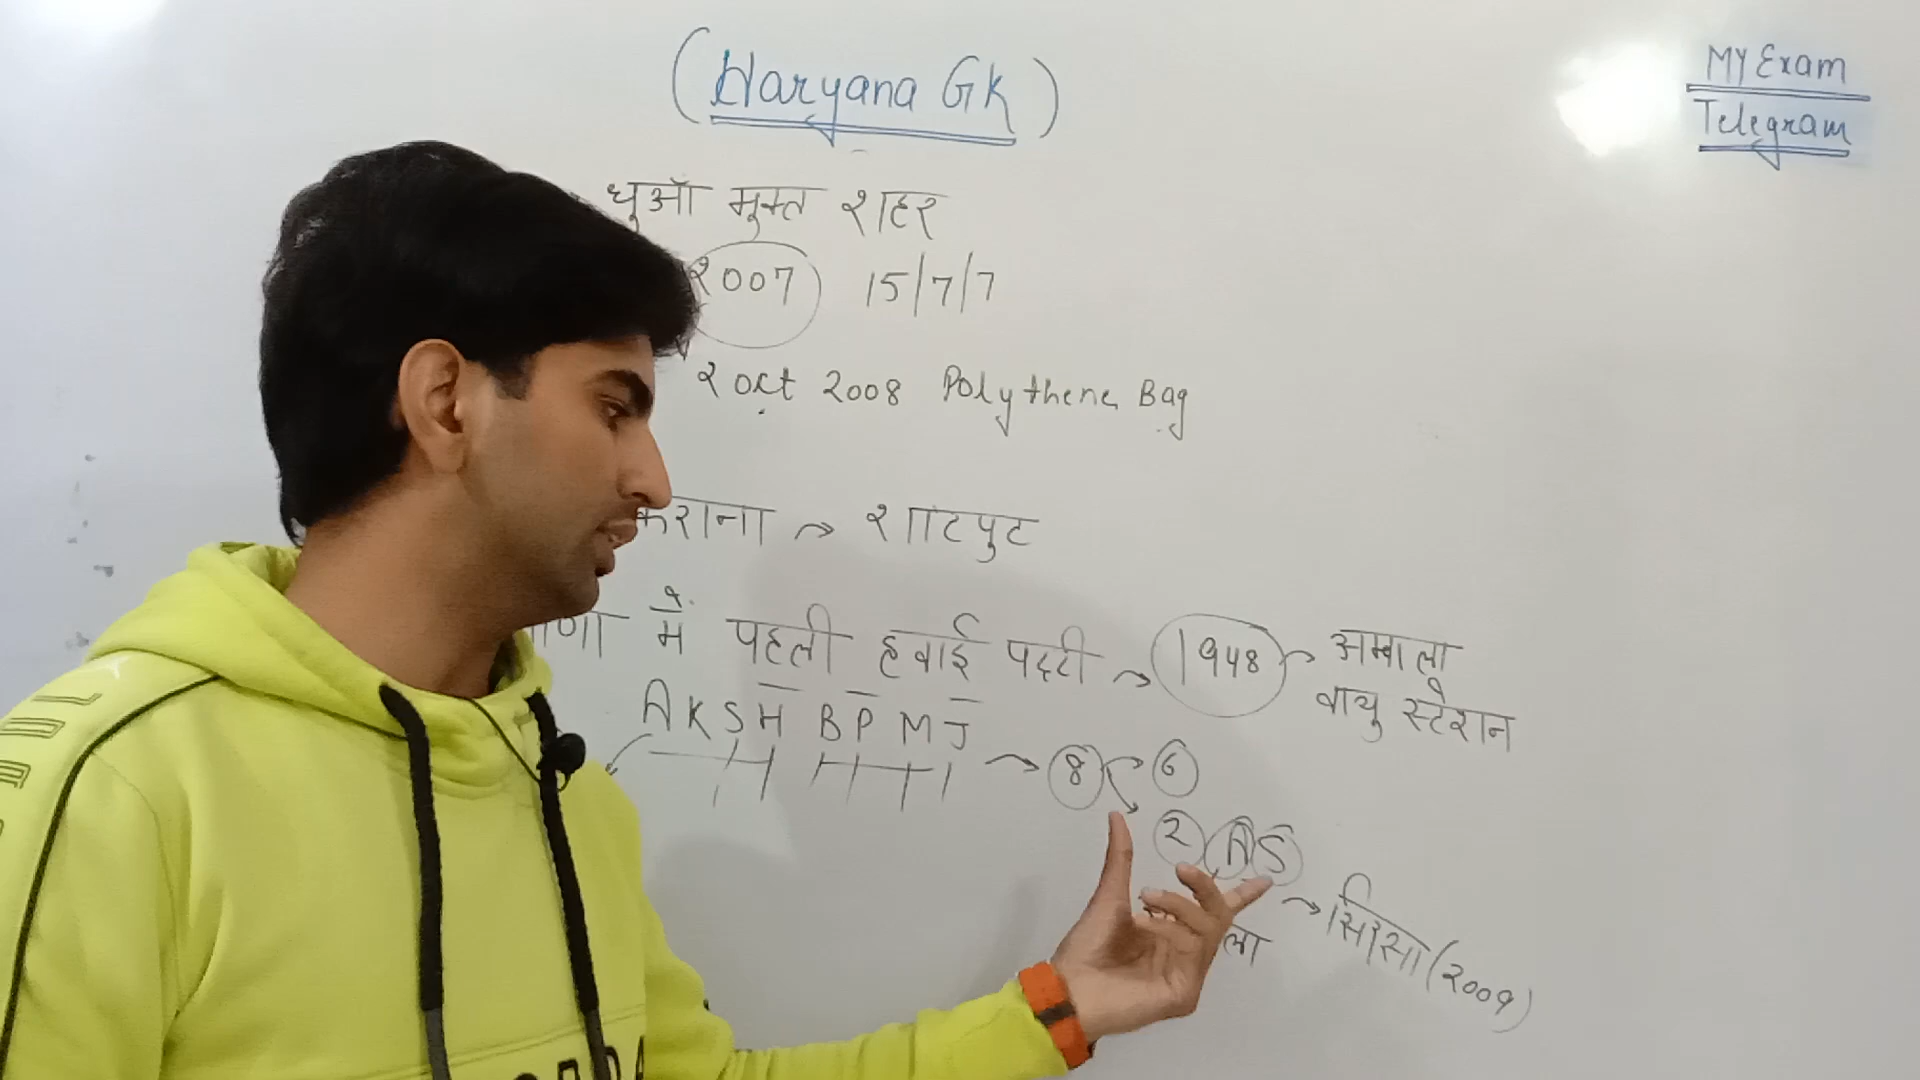 (Haryana GK)
MY Exam
Telegram
धूआॅ मुक्त शहर
2007 15/7/7
2 oct 2008 Polythene Bag
कराना → शाटपुट
में पहली हवाई पट्टी → 1948 → अम्बाला
वायु स्टेशन
A K S H B P M J → 8 → 6
2 A S
ला → सिरसा (2009)